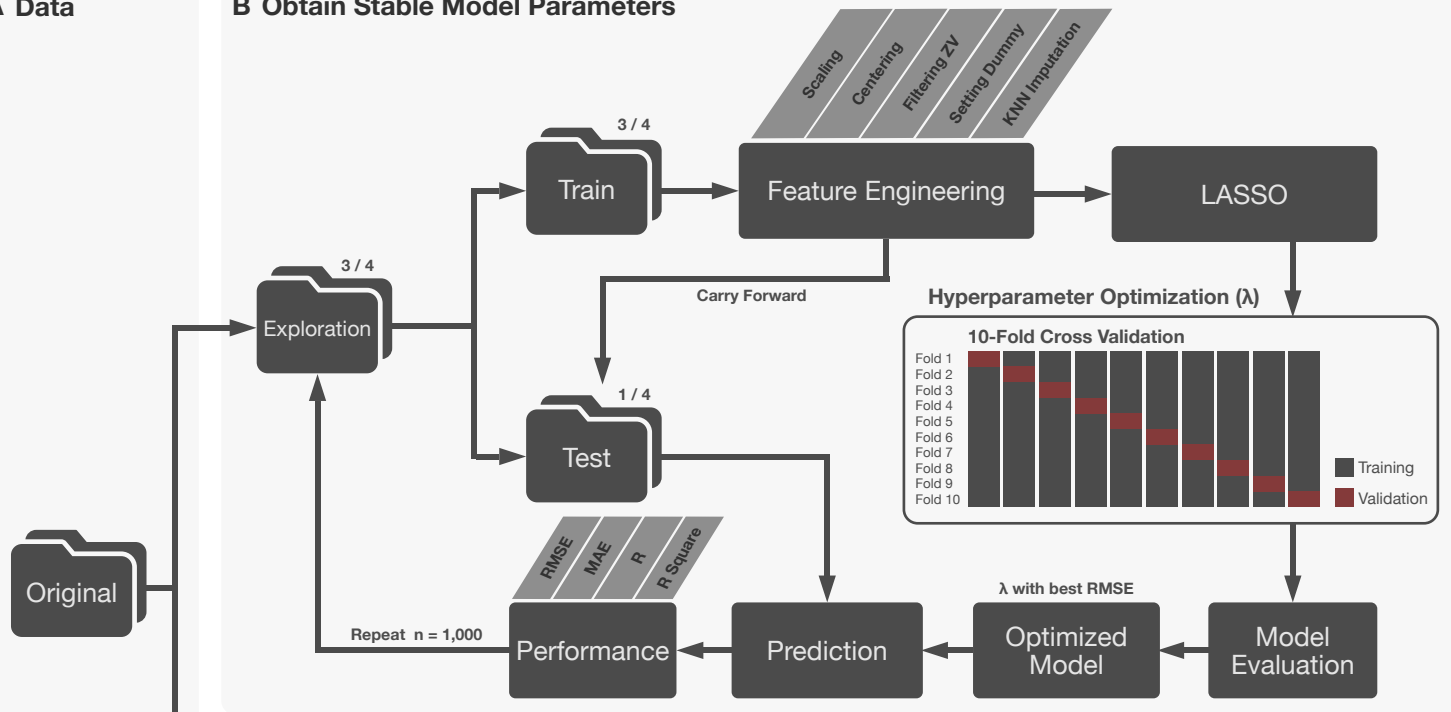 A Data
B Obtain Stable Model Parameters
Scaling
Centering
Filtering ZV
Setting Dummy
KNN Imputation
3 / 4
Train
Feature Engineering
LASSO
3 / 4
Exploration
Carry Forward
Hyperparameter Optimization (λ)
10-Fold Cross Validation
Fold 1
Fold 2
Fold 3
Fold 4
Fold 5
Fold 6
Fold 7
Fold 8
Fold 9
Fold 10
Training
Validation
1 / 4
Test
Original
RMSE
MAE
R
R Square
λ with best RMSE
Repeat n = 1,000
Performance
Prediction
Optimized
Model
Model
Evaluation